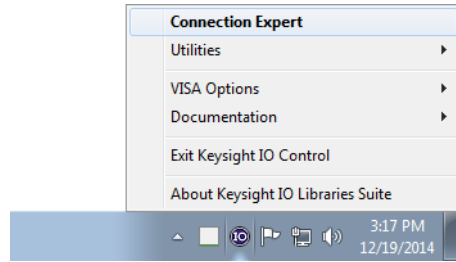 Connection Expert
Utilities
VISA Options
Documentation
Exit Keysight IO Control
About Keysight IO Libraries Suite
IO
3:17 PM
12/19/2014